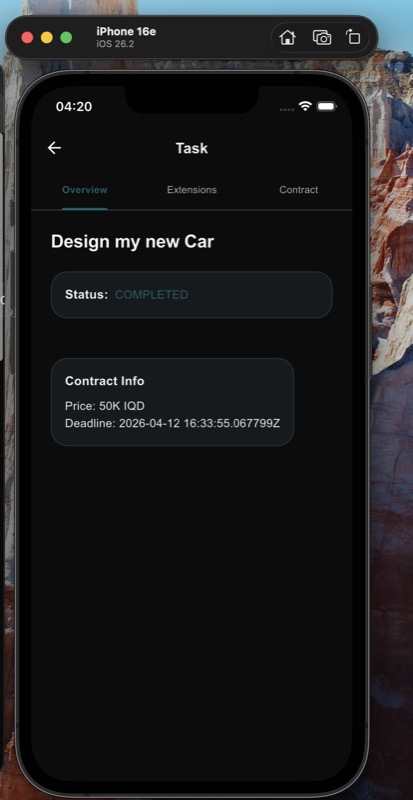 iPhone 16e
iOS 26.2
04:20
Task
Overview
Extensions
Contract
Design my new Car
Status: COMPLETED
Contract Info
Price: 50K IQD
Deadline: 2026-04-12 16:33:55.067799Z